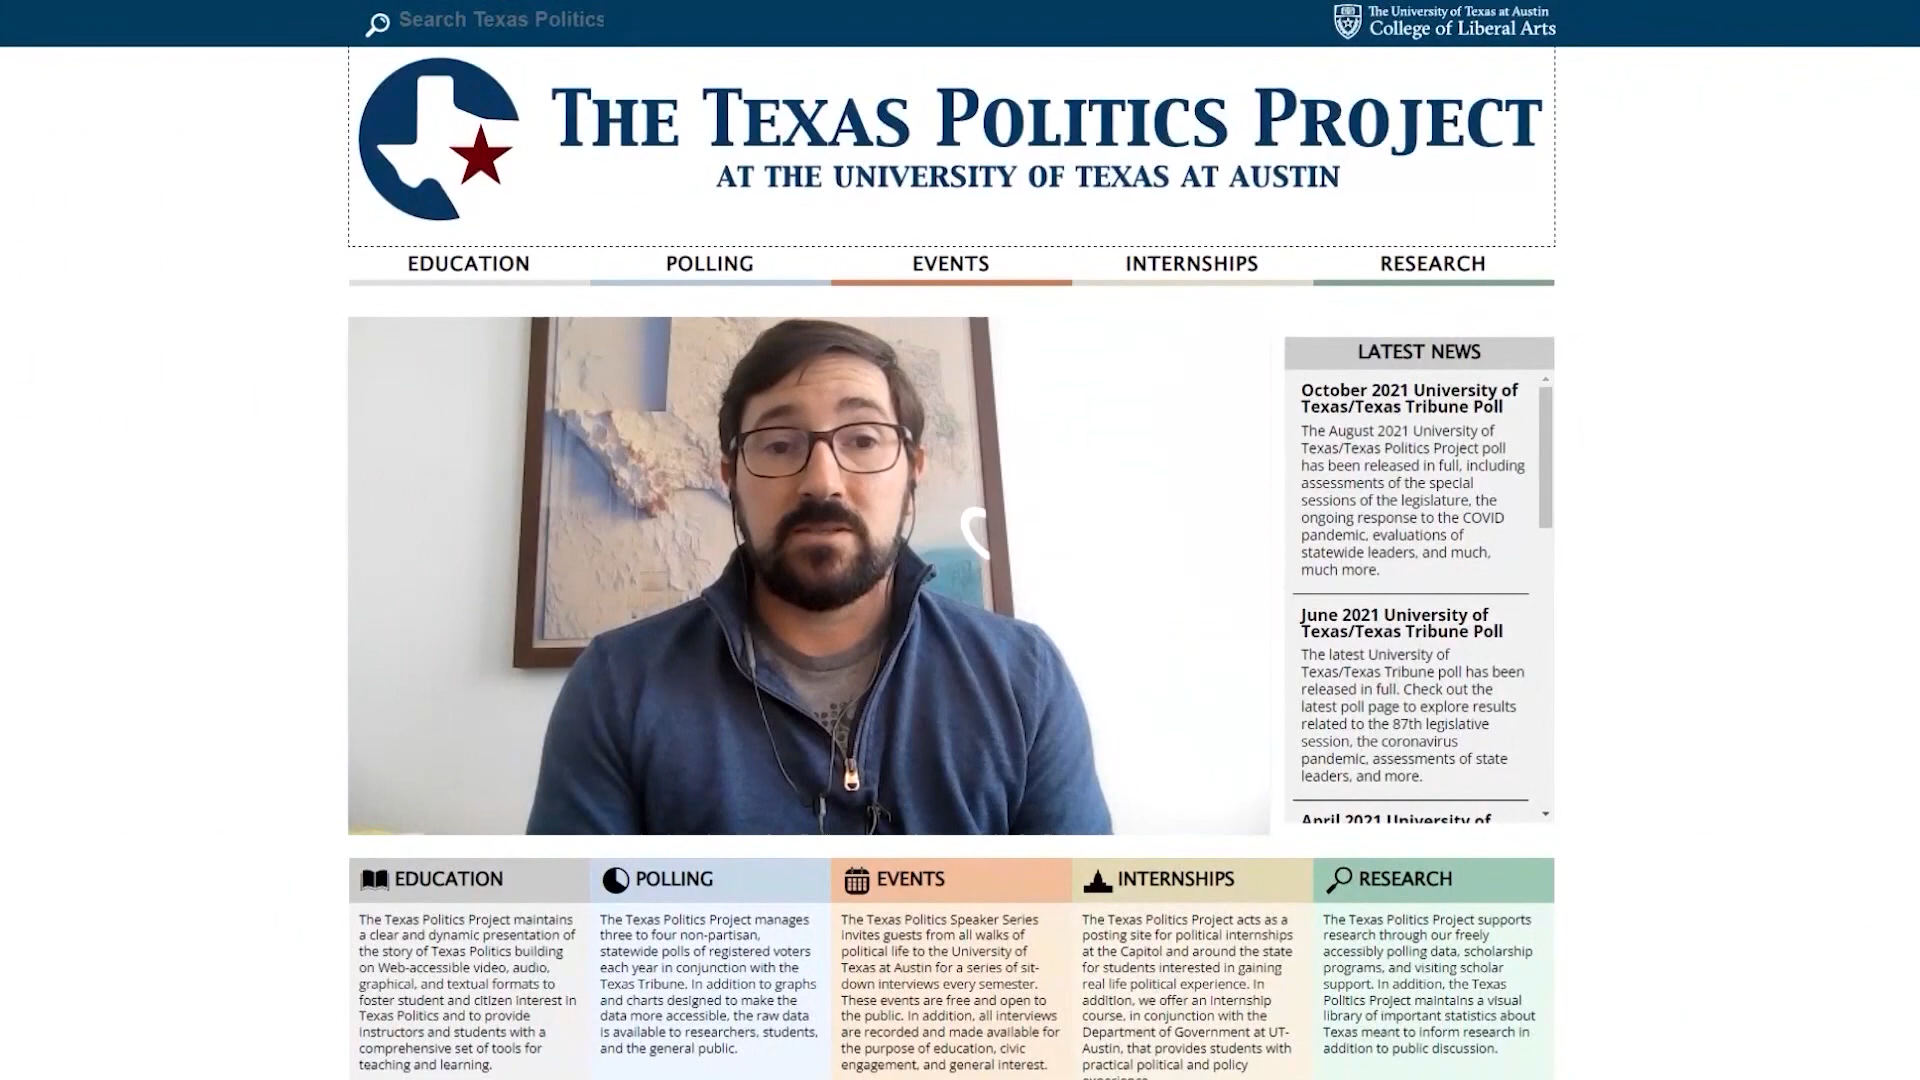 Search Texas Politics
The University of Texas at Austin
College of Liberal Arts
THE TEXAS POLITICS PROJECT
AT THE UNIVERSITY OF TEXAS AT AUSTIN
EDUCATION
POLLING
EVENTS
INTERNSHIPS
RESEARCH
LATEST NEWS
October 2021 University of
Texas/Texas Tribune Poll
The August 2021 University of
Texas/Texas Politics Project poll
has been released in full, including
assessments of the special
sessions of the legislature, the
ongoing response to the COVID
pandemic, evaluations of
statewide leaders, and much,
much more.
June 2021 University of
Texas/Texas Tribune Poll
The latest University of
Texas/Texas Tribune poll has been
released in full. Check out the
latest poll page to explore results
related to the 87th legislative
session, the coronavirus
pandemic, assessments of state
leaders, and more.
April 2021 University of
EDUCATION
The Texas Politics Project maintains
a clear and dynamic presentation of
the story of Texas Politics building
on Web-accessible video, audio,
graphical, and textual formats to
foster student and citizen interest in
Texas Politics and to provide
instructors and students with a
comprehensive set of tools for
teaching and learning.
POLLING
The Texas Politics Project manages
three to four non-partisan,
statewide polls of registered voters
each year in conjunction with the
Texas Tribune. In addition to graphs
and charts designed to make the
data more accessible, the raw data
is available to researchers, students,
and the general public.
EVENTS
The Texas Politics Speaker Series
invites guests from all walks of
political life to the University of
Texas at Austin for a series of sit-
down interviews every semester.
These events are free and open to
the public. In addition, all interviews
are recorded and made available for
the purpose of education, civic
engagement, and general interest.
INTERNSHIPS
The Texas Politics Project acts as a
posting site for political internships
at the Capitol and around the state
for students interested in gaining
real life political experience. In
addition, we offer an Internship
course, in conjunction with the
Department of Government at UT-
Austin, that provides students with
practical political and policy
experience.
RESEARCH
The Texas Politics Project supports
research through our freely
accessibly polling data, scholarship
programs, and visiting scholar
support. In addition, the Texas
Politics Project maintains a visual
library of important statistics about
Texas meant to inform research in
addition to public discussion.